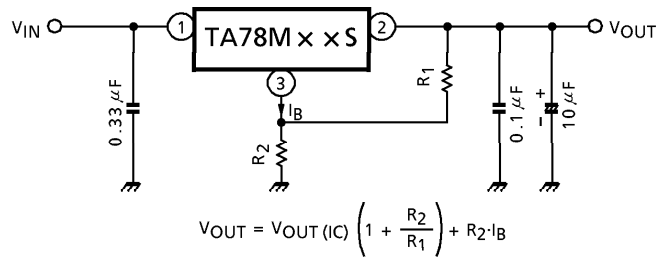 VIN
1
TA78M××S
2
VOUT
3
IB
R1
R2
0.33 μF
0.1 μF
+
−
10 μF
VOUT = VOUT (IC) (1 + R2/R1) + R2·IB